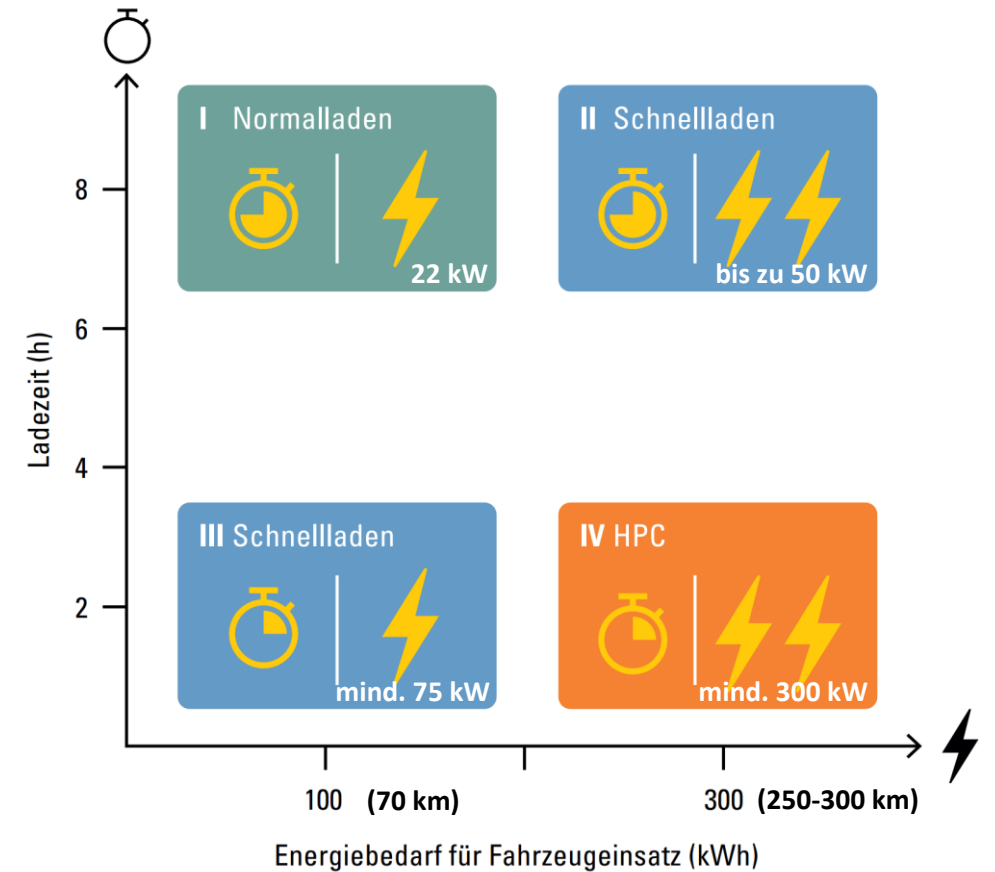 I Normalladen
22 kW
II Schnellladen
bis zu 50 kW
8
6
Ladezeit (h)
4
III Schnellladen
mind. 75 kW
IV HPC
mind. 300 kW
2
100 (70 km)
300 (250-300 km)
Energiebedarf für Fahrzeugeinsatz (kWh)